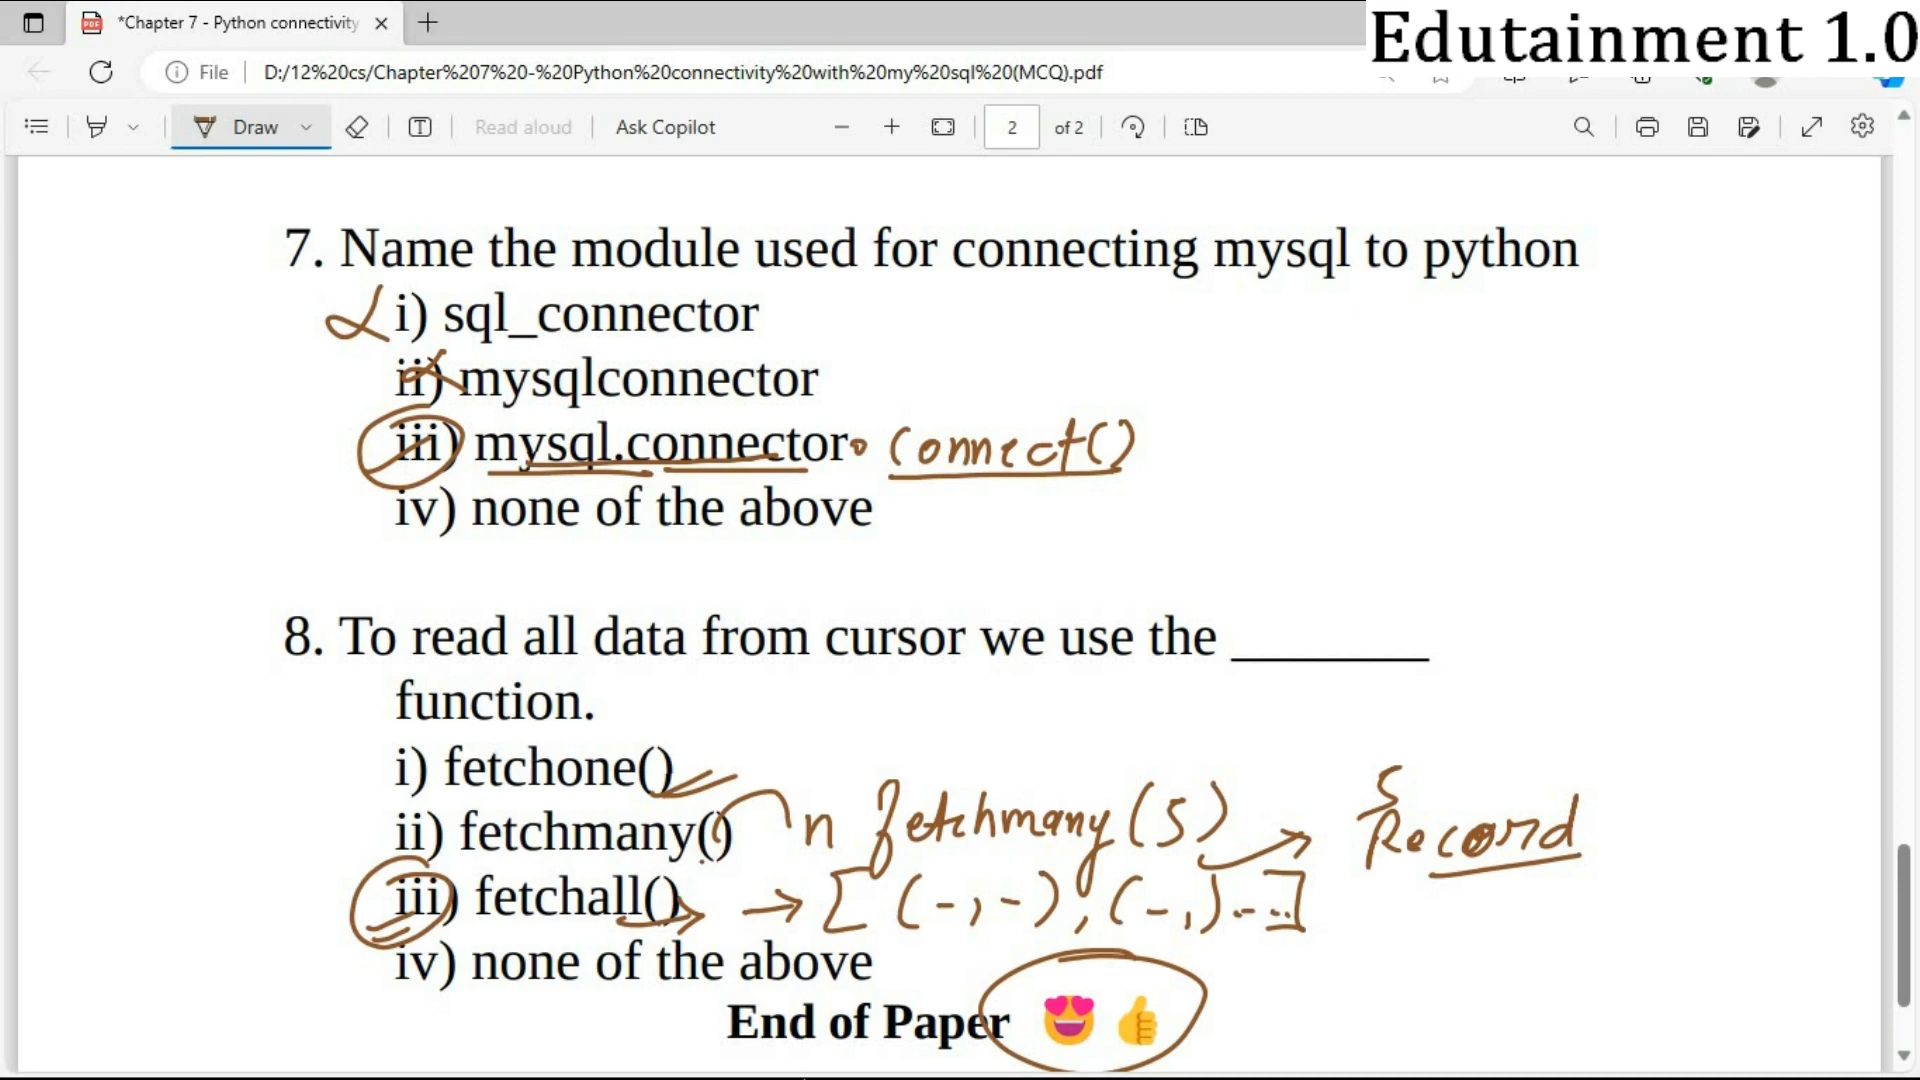 *Chapter 7 - Python connectivity
Edutainment 1.0
File
D:/12%20cs/Chapter%207%20-%20Python%20connectivity%20with%20my%20sql%20(MCQ).pdf
Draw
Read aloud
Ask Copilot
2 of 2
7. Name the module used for connecting mysql to python
i) sql_connector
ii) mysqlconnector
iii) mysql.connector. connect()
iv) none of the above
8. To read all data from cursor we use the ________
function.
i) fetchone()
5
ii) fetchmany() n fetchmany(5) → Record
iii) fetchall() → [(-,-),(-,)---]
iv) none of the above
End of Paper 😍 👍